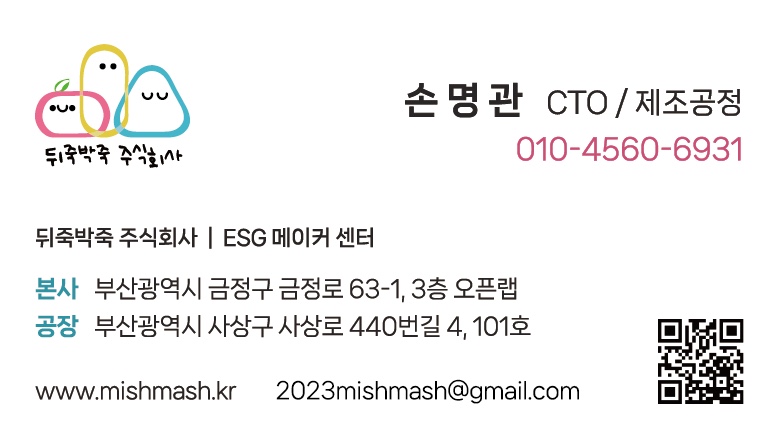 뒤죽박죽 주식회사
손명관 CTO / 제조공정
010-4560-6931
뒤죽박죽 주식회사 | ESG 메이커 센터
본사 부산광역시 금정구 금정로 63-1, 3층 오픈랩
공장 부산광역시 사상구 사상로 440번길 4, 101호
www.mishmash.kr 2023mishmash@gmail.com